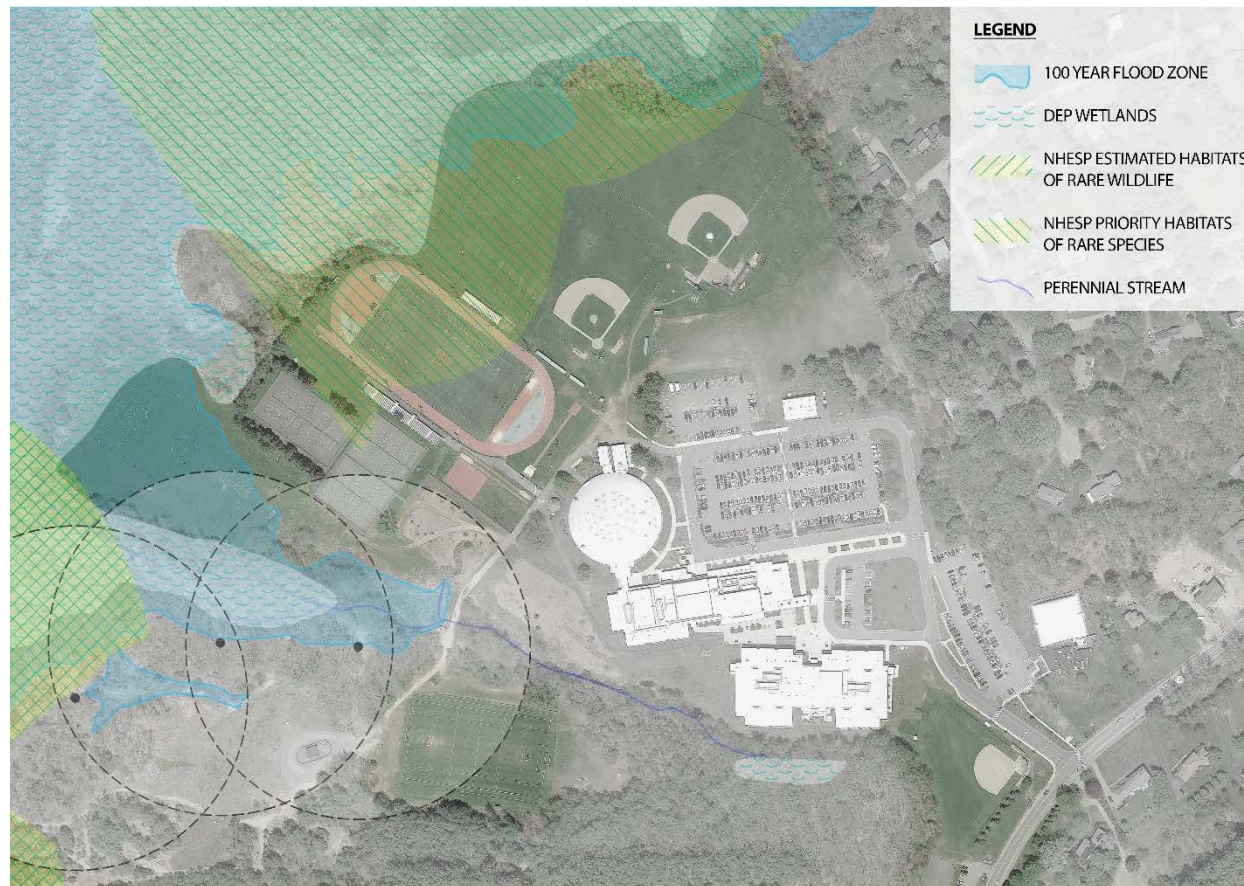 LEGEND
100 YEAR FLOOD ZONE
DEP WETLANDS
NHESP ESTIMATED HABITATS
OF RARE WILDLIFE
NHESP PRIORITY HABITATS
OF RARE SPECIES
PERENNIAL STREAM